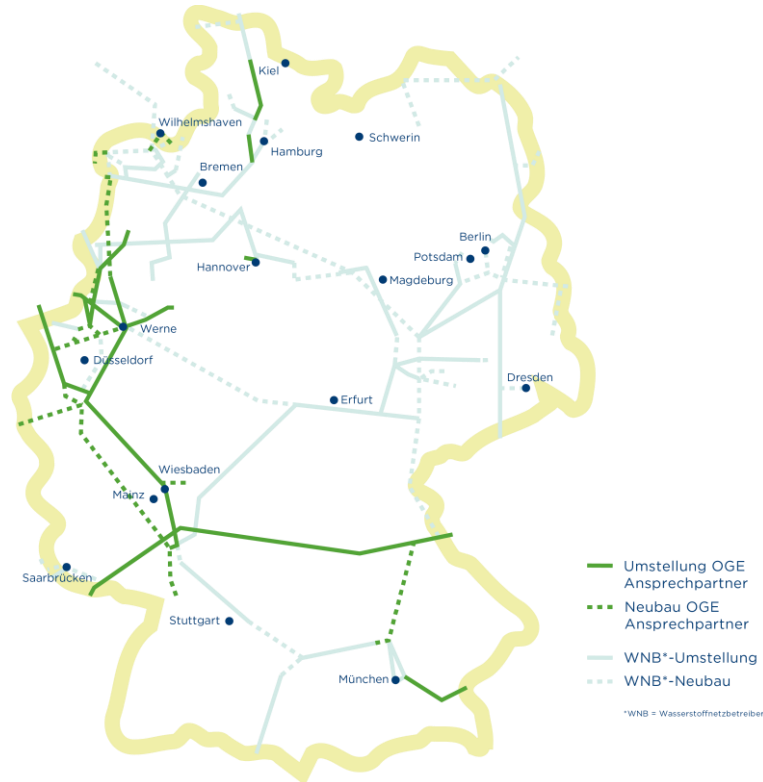 Kiel
Wilhelmshaven
Schwerin
Hamburg
Bremen
Berlin
Potsdam
Hannover
Magdeburg
Werne
Düsseldorf
Dresden
Erfurt
Wiesbaden
Mainz
Saarbrücken
Stuttgart
München
Umstellung OGE
Ansprechpartner
Neubau OGE
Ansprechpartner
WNB*-Umstellung
WNB*-Neubau
*WNB = Wasserstoffnetzbetreiber